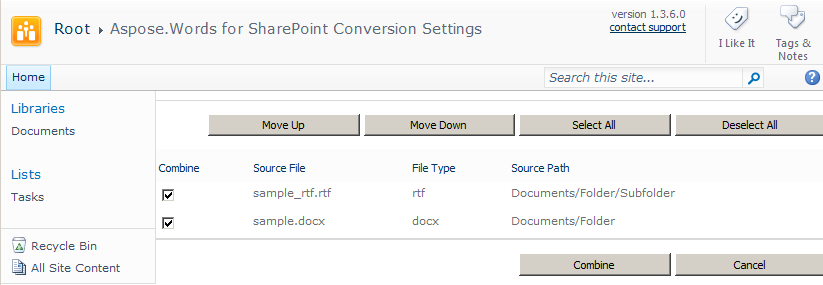 version 1.3.6.0
contact support
Root ▸ Aspose.Words for SharePoint Conversion Settings
I Like It
Tags & Notes
Home
Search this site...
Libraries
Documents
Lists
Tasks
Recycle Bin
All Site Content
Move Up Move Down Select All Deselect All
Combine Source File File Type Source Path
sample_rtf.rtf rtf Documents/Folder/Subfolder
sample.docx docx Documents/Folder
Combine Cancel